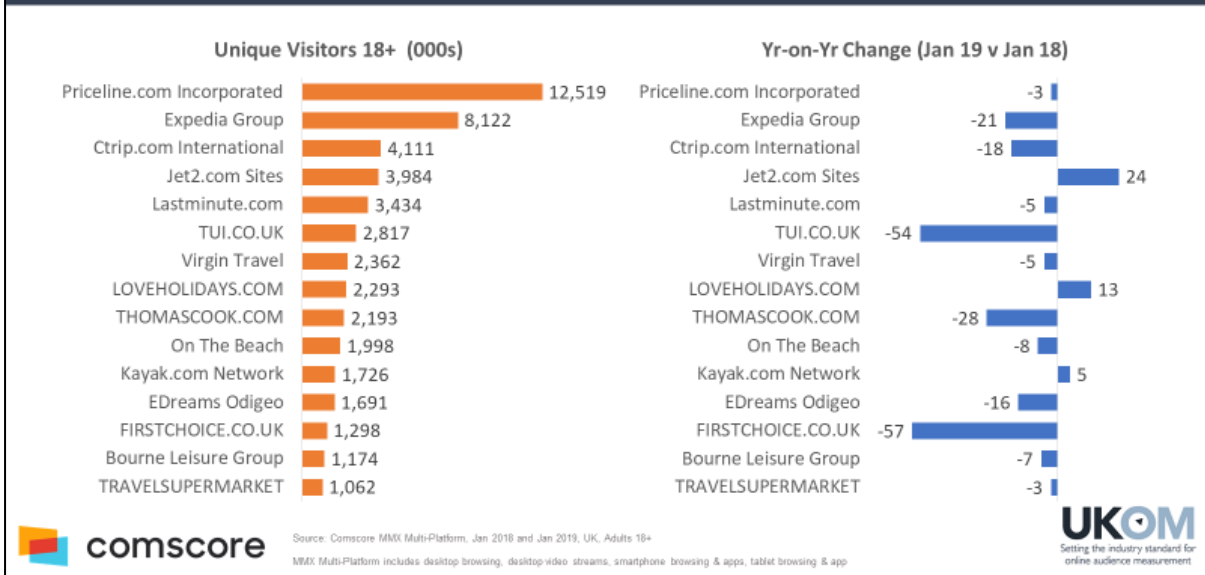 Unique Visitors 18+ (000s)
Priceline.com Incorporated 12,519
Expedia Group 8,122
Ctrip.com International 4,111
Jet2.com Sites 3,984
Lastminute.com 3,434
TUI.CO.UK 2,817
Virgin Travel 2,362
LOVEHOLIDAYS.COM 2,293
THOMASCOOK.COM 2,193
On The Beach 1,998
Kayak.com Network 1,726
EDreams Odigeo 1,691
FIRSTCHOICE.CO.UK 1,298
Bourne Leisure Group 1,174
TRAVELSUPERMARKET 1,062
Yr-on-Yr Change (Jan 19 v Jan 18)
Priceline.com Incorporated -3
Expedia Group -21
Ctrip.com International -18
Jet2.com Sites 24
Lastminute.com -5
TUI.CO.UK -54
Virgin Travel -5
LOVEHOLIDAYS.COM 13
THOMASCOOK.COM -28
On The Beach -8
Kayak.com Network 5
EDreams Odigeo -16
FIRSTCHOICE.CO.UK -57
Bourne Leisure Group -7
TRAVELSUPERMARKET -3
comscore
Source: Comscore MMX Multi-Platform, Jan 2018 and Jan 2019, UK, Adults 18+
MMX Multi-Platform includes desktop browsing, desktop video streams, smartphone browsing & apps, tablet browsing & app
UKOM
Setting the industry standard for
online audience measurement